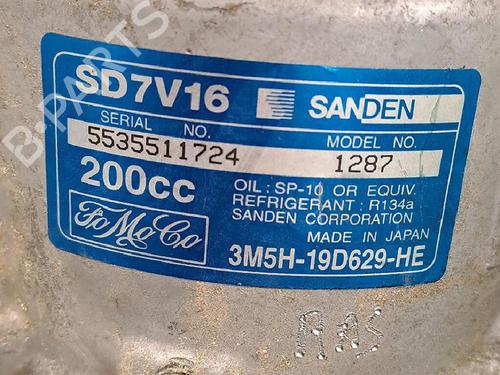 SD7V16 SANDEN
SERIAL NO. MODEL NO.
5535511724 1287
200cc OIL : SP-10 OR EQUIV.
REFRIGERANT : R134a
SANDEN CORPORATION
FoMoCo MADE IN JAPAN
3M5H-19D629-HE
B-PARTS